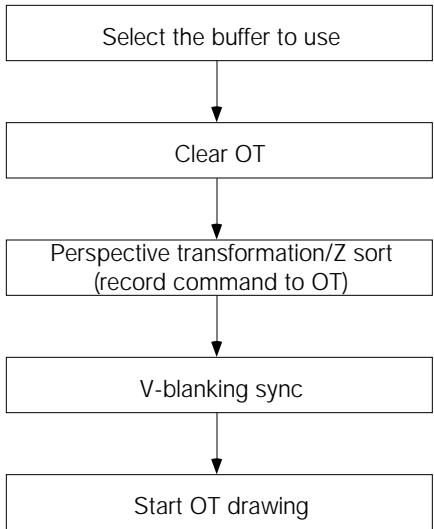 Select the buffer to use
Clear OT
Perspective transformation/Z sort
(record command to OT)
V-blanking sync
Start OT drawing